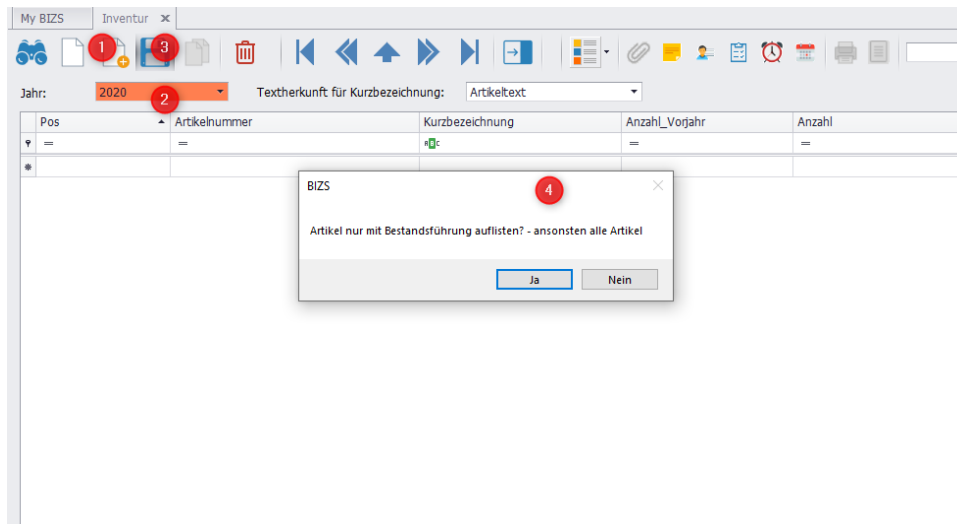 My BIZS Inventur
1 3
Jahr: 2020 Textherkunft für Kurzbezeichnung: Artikeltext
2
Pos Artikelnummer Kurzbezeichnung Anzahl_Vorjahr Anzahl
= = ABC = =
BIZS 4
Artikel nur mit Bestandsführung auflisten? - ansonsten alle Artikel
Ja Nein